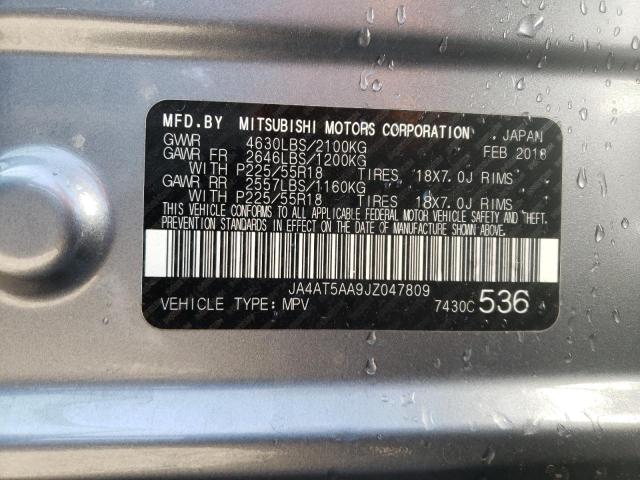 MFD.BY MITSUBISHI MOTORS CORPORATION JAPAN
GVWR 4630LBS/2100KG FEB 2018
GAWR FR 2646LBS/1200KG
WITH P225/55R18 TIRES, 18X7.0J RIMS
GAWR RR 2557LBS/1160KG
WITH P225/55R18 TIRES, 18X7.0J RIMS
THIS VEHICLE CONFORMS TO ALL APPLICABLE FEDERAL MOTOR VEHICLE SAFETY AND THEFT
PREVENTION STANDARDS IN EFFECT ON THE DATE OF MANUFACTURE SHOWN ABOVE.
JA4AT5AA9JZ047809
VEHICLE TYPE: MPV 7430C 536